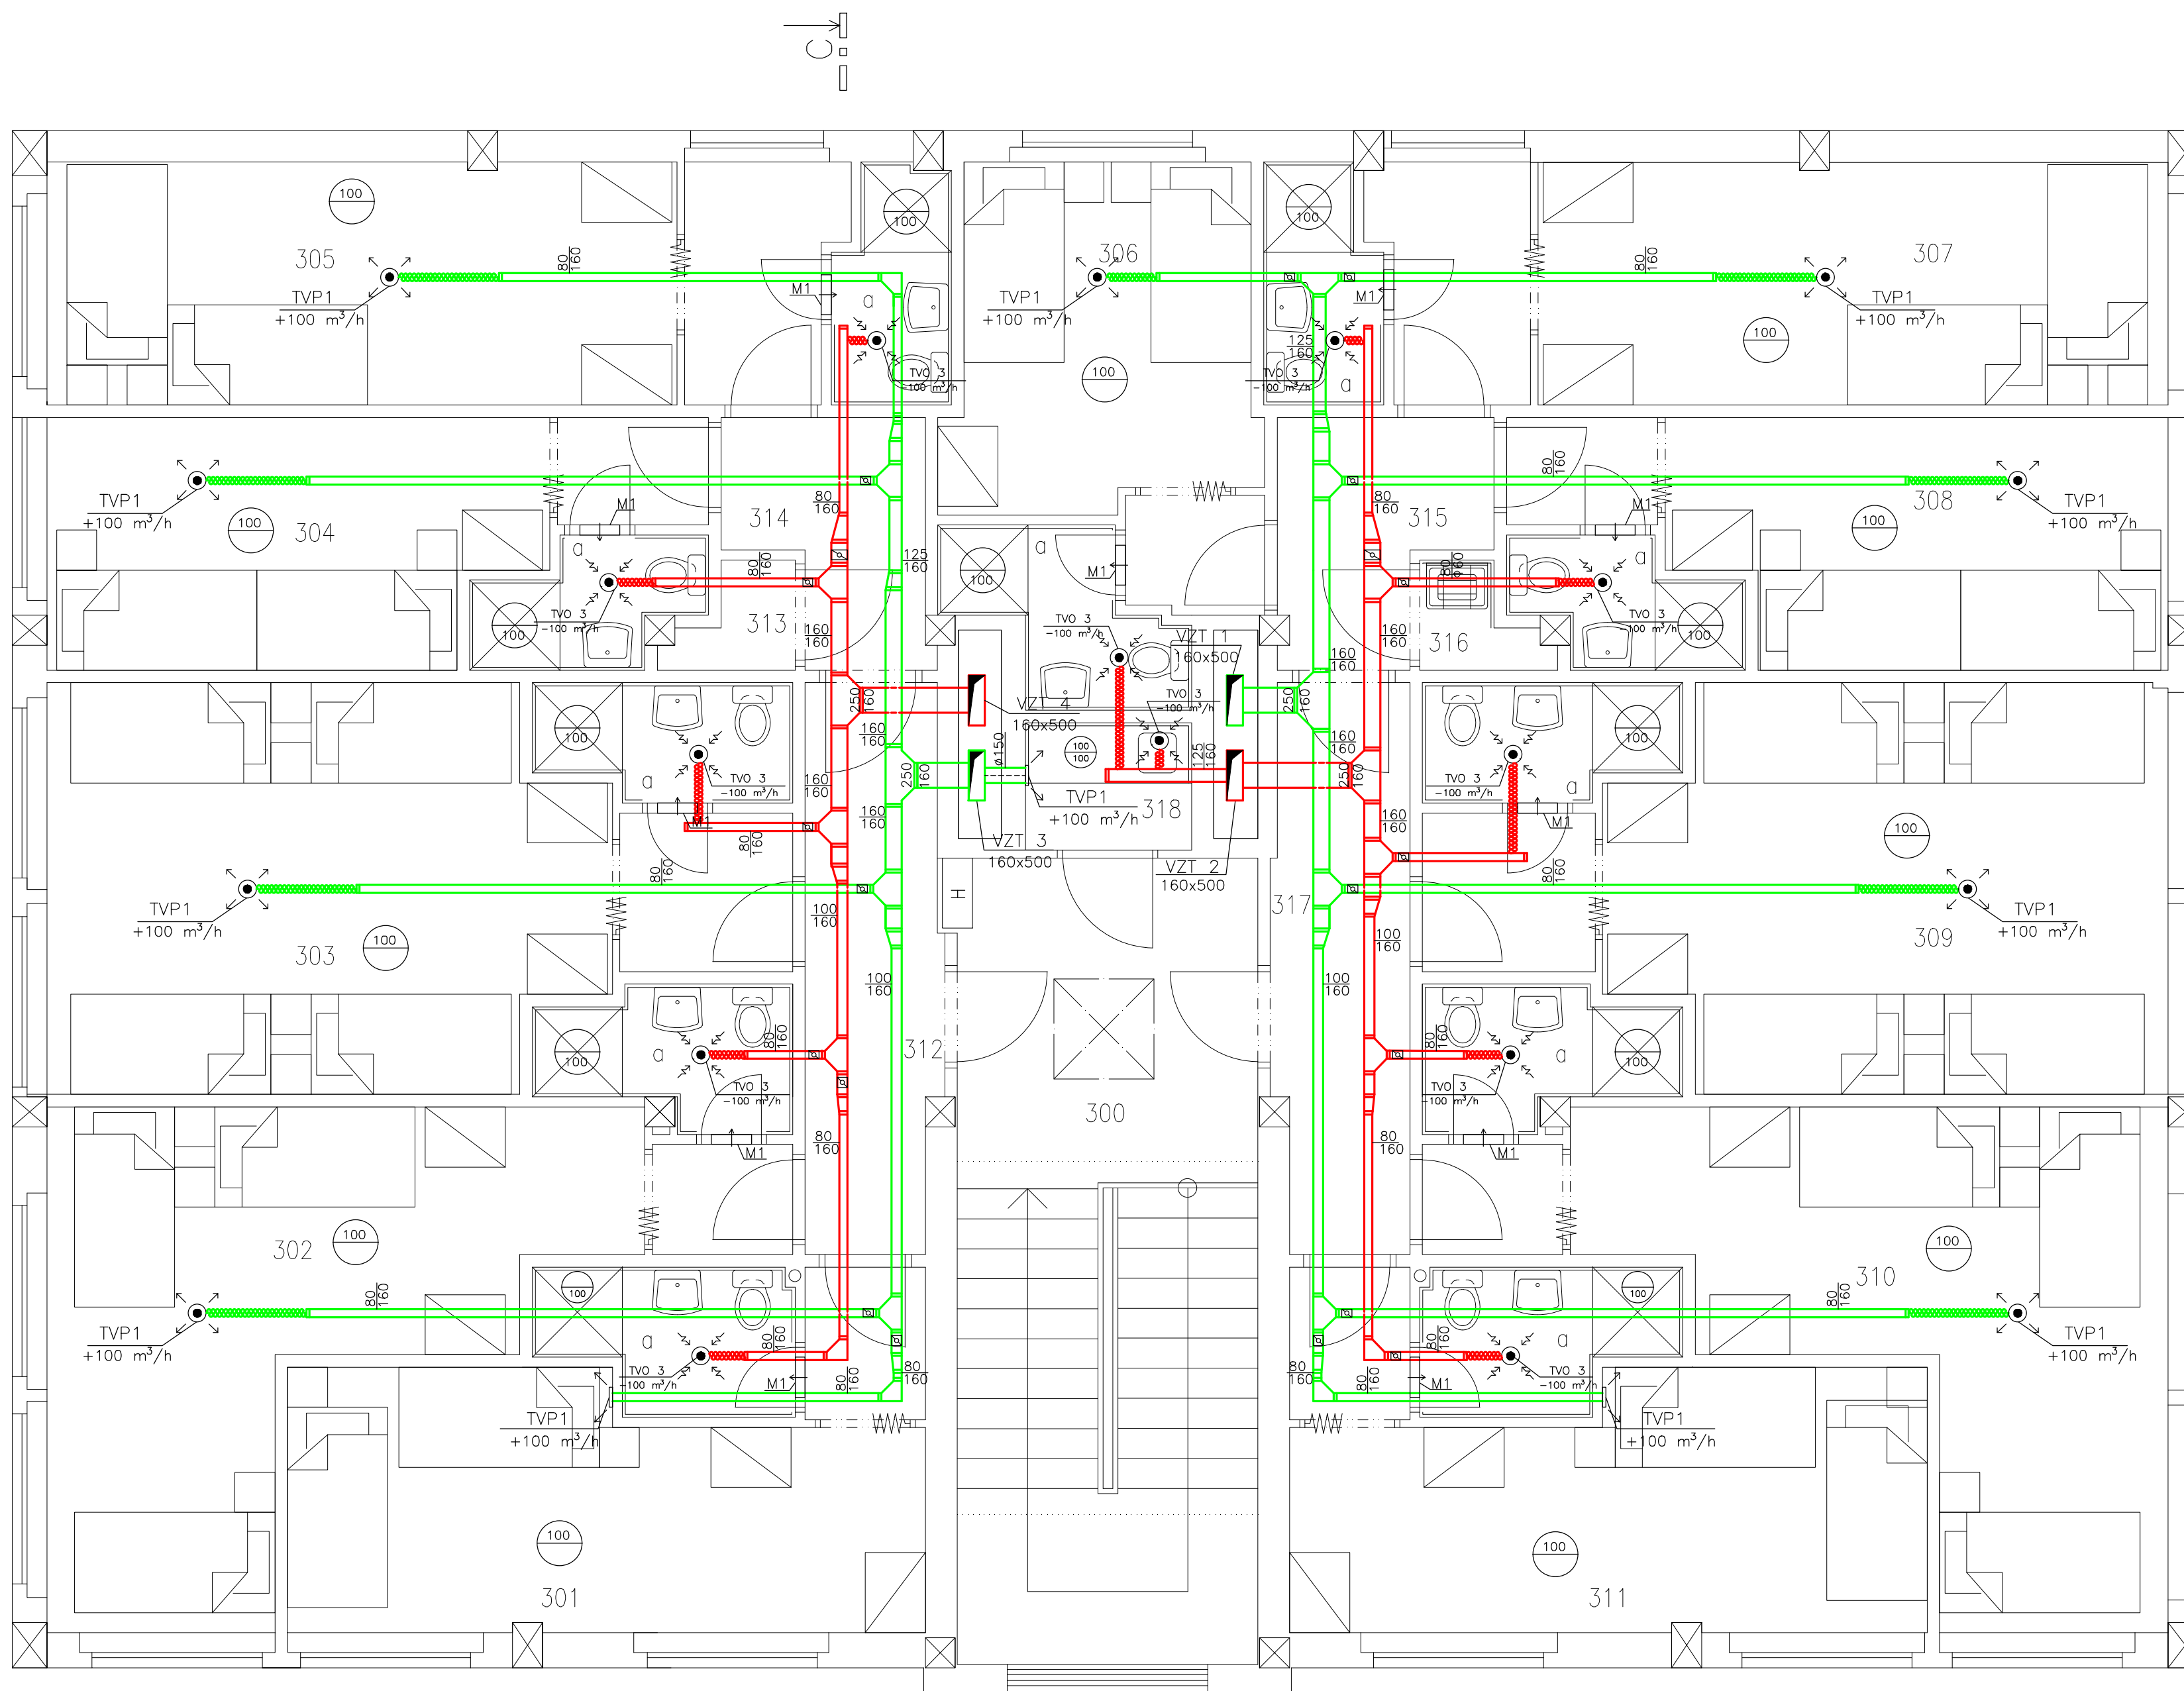 C
305
100
TVP1
+100 m³/h
80
160
M1
a
100
TVO 3
-100 m³/h
306
TVP1
+100 m³/h
100
100
M1
125
160
TVO 3
-100 m³/h
a
80
160
307
TVP1
+100 m³/h
100
TVP1
+100 m³/h
100
304
M1
a
100
TVO 3
-100 m³/h
80
160
80
160
314
313
125
160
160
160
100
a
M1
TVO 3
-100 m³/h
VZT 1
160x500
80
160
315
80
160
316
160
160
160
160
80
160
308
M1
a
TVO 3
-100 m³/h
100
100
TVP1
+100 m³/h
100
a
TVO 3
-100 m³/h
M1
80
160
160
160
250
160
160
160
160
160
250
160
VZT 4
160x500
ø150
100
100
TVO 3
-100 m³/h
125
160
TVP1
+100 m³/h
318
VZT 3
160x500
VZT 2
160x500
250
160
160
160
250
160
160
160
100
TVO 3
-100 m³/h
a
M1
80
160
100
TVP1
+100 m³/h
303
100
80
160
100
160
100
160
H
317
100
160
100
160
TVP1
+100 m³/h
309
100
a
80
160
TVO 3
-100 m³/h
M1
312
300
80
160
80
160
80
160
TVO 3
-100 m³/h
a
100
M1
302
100
TVP1
+100 m³/h
80
160
100
a
TVO 3
-100 m³/h
80
160
M1
80
160
80
160
TVP1
+100 m³/h
100
301
80
160
80
160
80
160
M1
a
100
TVO 3
-100 m³/h
TVP1
+100 m³/h
80
160
310
100
TVP1
+100 m³/h
100
311